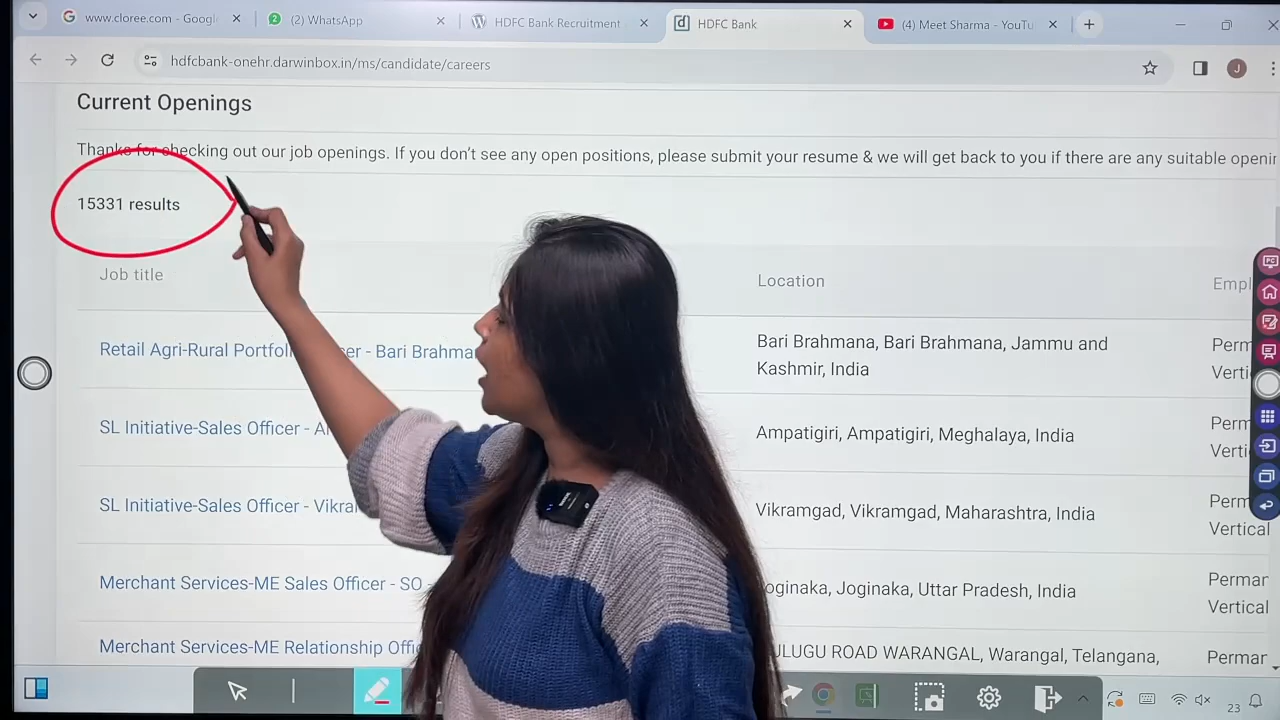 www.cloree.com - Googl
(2) WhatsApp
HDFC Bank Recruitment
HDFC Bank
(4) Meet Sharma - YouTu
hdfcbank-onehr.darwinbox.in/ms/candidate/careers
J
Current Openings
Thanks for checking out our job openings. If you don't see any open positions, please submit your resume & we will get back to you if there are any suitable openin
15331 results
Job title
Location
Empl
Retail Agri-Rural Portfoli cer - Bari Brahma
Bari Brahmana, Bari Brahmana, Jammu and
Kashmir, India
Perm
Verti
SL Initiative-Sales Officer - A
Ampatigiri, Ampatigiri, Meghalaya, India
Perm
Verti
SL Initiative-Sales Officer - Vikra
Vikramgad, Vikramgad, Maharashtra, India
Perm
Vertical
Merchant Services-ME Sales Officer - SO -
oginaka, Joginaka, Uttar Pradesh, India
Permar
Vertical
Merchant Services-ME Relationship Offi
ULUGU ROAD WARANGAL, Warangal, Telangana,
Permar
23